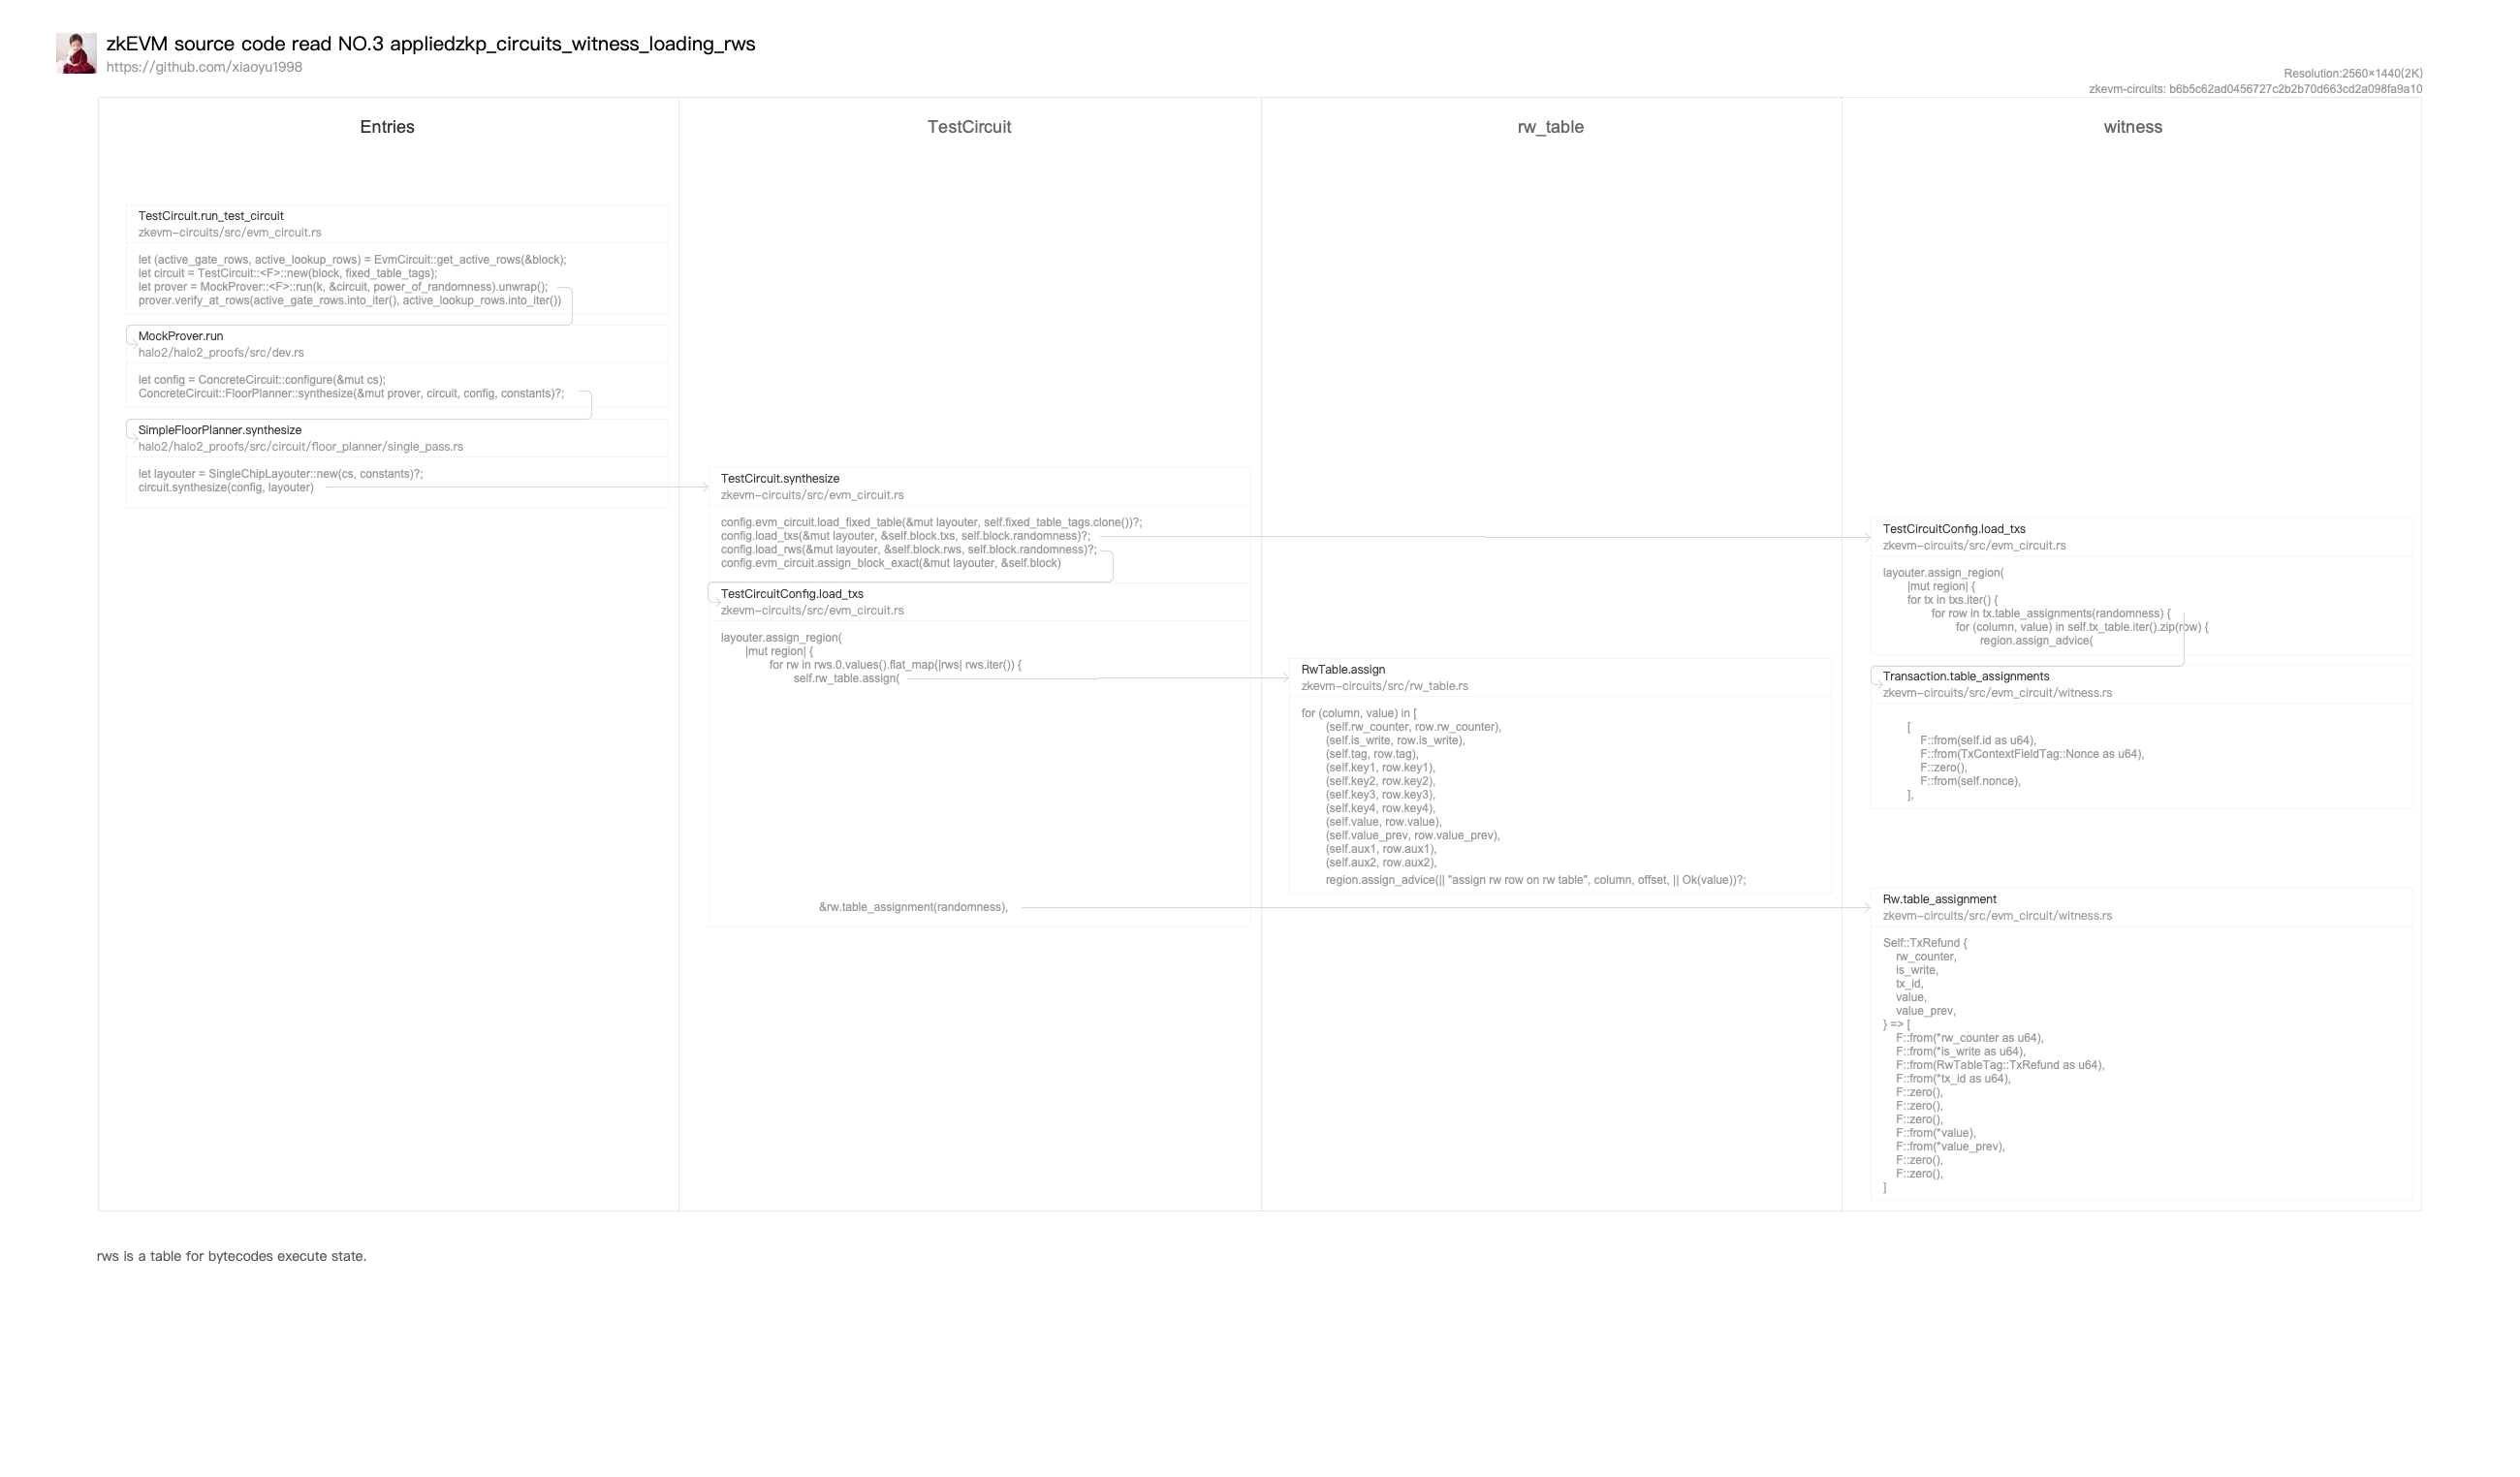 zkEVM source code read NO.3 appliedzkp_circuits_witness_loading_rws
https://github.com/xiaoyu1998
Resolution:2560×1440(2K)
zkevm-circuits: b6b5c62ad0456727c2b2b70d663cd2a098fa9a10
Entries
TestCircuit.run_test_circuit
zkevm-circuits/src/evm_circuit.rs
let (active_gate_rows, active_lookup_rows) = EvmCircuit::get_active_rows(&block);
let circuit = TestCircuit::<F>::new(block, fixed_table_tags);
let prover = MockProver::<F>::run(k, &circuit, power_of_randomness).unwrap();
prover.verify_at_rows(active_gate_rows.into_iter(), active_lookup_rows.into_iter())
MockProver.run
halo2/halo2_proofs/src/dev.rs
let config = ConcreteCircuit::configure(&mut cs);
ConcreteCircuit::FloorPlanner::synthesize(&mut prover, circuit, config, constants)?;
SimpleFloorPlanner.synthesize
halo2/halo2_proofs/src/circuit/floor_planner/single_pass.rs
let layouter = SingleChipLayouter::new(cs, constants)?;
circuit.synthesize(config, layouter)
TestCircuit
TestCircuit.synthesize
zkevm-circuits/src/evm_circuit.rs
config.evm_circuit.load_fixed_table(&mut layouter, self.fixed_table_tags.clone())?;
config.load_txs(&mut layouter, &self.block.txs, self.block.randomness)?;
config.load_rws(&mut layouter, &self.block.rws, self.block.randomness)?;
config.evm_circuit.assign_block_exact(&mut layouter, &self.block)
TestCircuitConfig.load_txs
zkevm-circuits/src/evm_circuit.rs
layouter.assign_region(
|mut region| {
for rw in rws.0.values().flat_map(|rws| rws.iter()) {
self.rw_table.assign(
&rw.table_assignment(randomness),
rw_table
RwTable.assign
zkevm-circuits/src/rw_table.rs
for (column, value) in [
(self.rw_counter, row.rw_counter),
(self.is_write, row.is_write),
(self.tag, row.tag),
(self.key1, row.key1),
(self.key2, row.key2),
(self.key3, row.key3),
(self.key4, row.key4),
(self.value, row.value),
(self.value_prev, row.value_prev),
(self.aux1, row.aux1),
(self.aux2, row.aux2),
region.assign_advice(|| "assign rw row on rw table", column, offset, || Ok(value))?;
witness
TestCircuitConfig.load_txs
zkevm-circuits/src/evm_circuit.rs
layouter.assign_region(
|mut region| {
for tx in txs.iter() {
for row in tx.table_assignments(randomness) {
for (column, value) in self.tx_table.iter().zip(row) {
region.assign_advice(
Transaction.table_assignments
zkevm-circuits/src/evm_circuit/witness.rs
[
F::from(self.id as u64),
F::from(TxContextFieldTag::Nonce as u64),
F::zero(),
F::from(self.nonce),
],
Rw.table_assignment
zkevm-circuits/src/evm_circuit/witness.rs
Self::TxRefund {
rw_counter,
is_write,
tx_id,
value,
value_prev,
} => [
F::from(*rw_counter as u64),
F::from(*is_write as u64),
F::from(RwTableTag::TxRefund as u64),
F::from(*tx_id as u64),
F::zero(),
F::zero(),
F::zero(),
F::from(*value),
F::from(*value_prev),
F::zero(),
F::zero(),
]
rws is a table for bytecodes execute state.